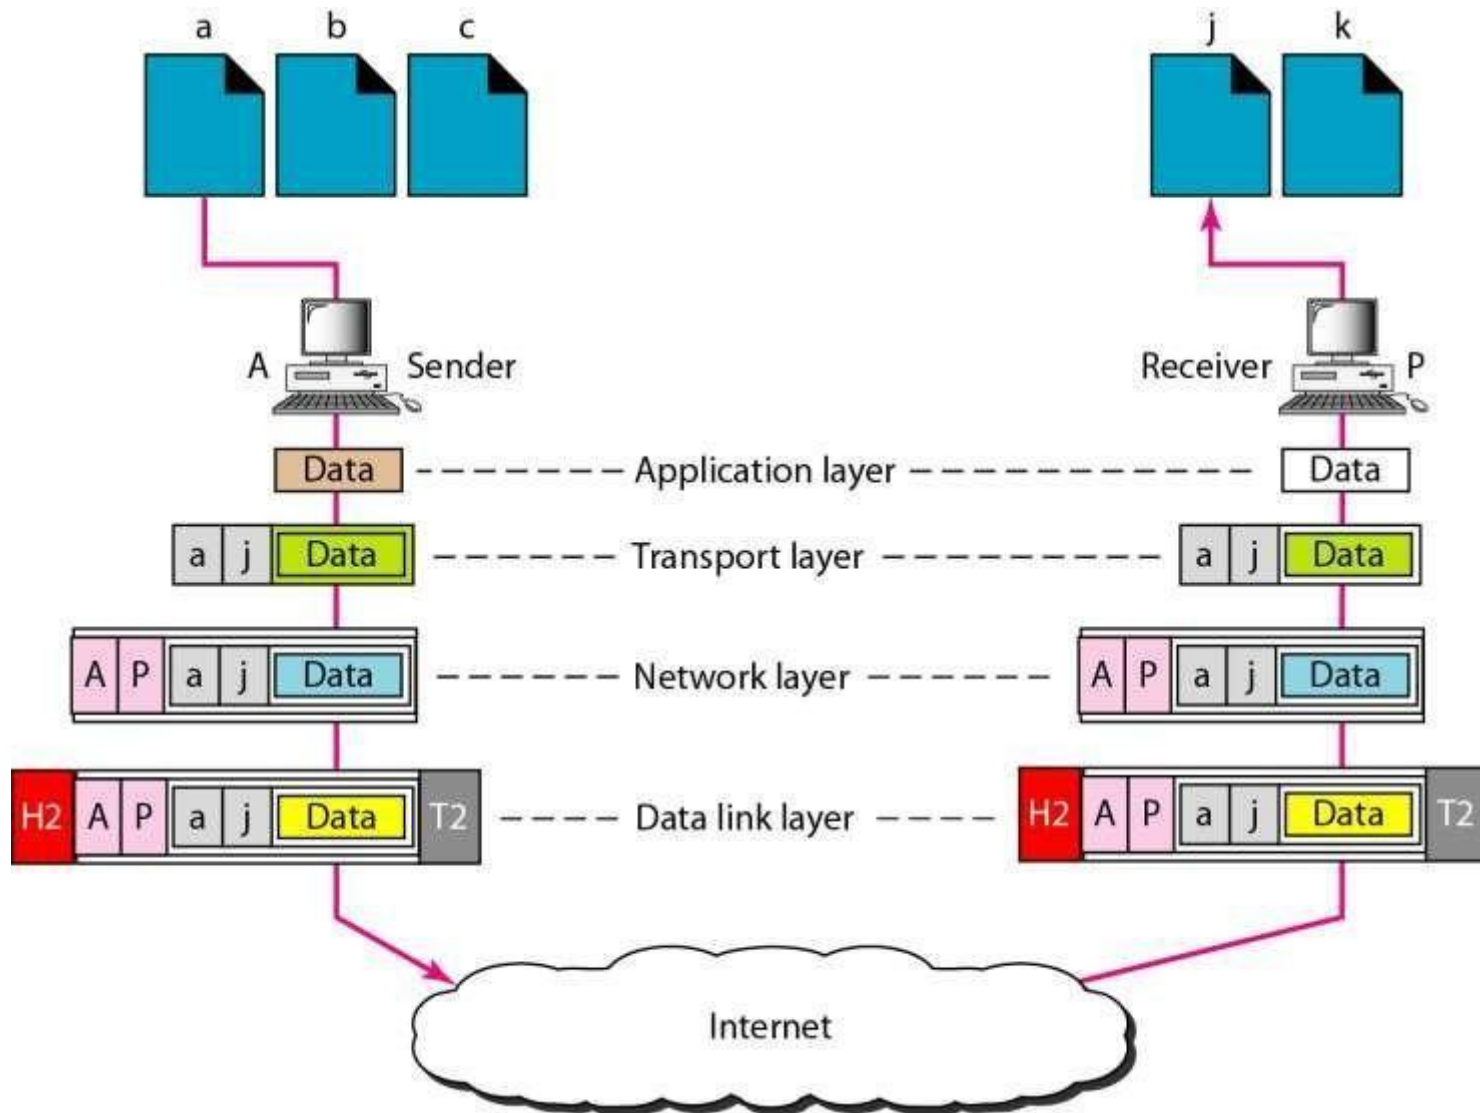 a b c j k
A Sender Receiver P
Data Application layer Data
a j Data Transport layer a j Data
A P a j Data Network layer A P a j Data
H2 A P a j Data T2 Data link layer H2 A P a j Data T2
Internet